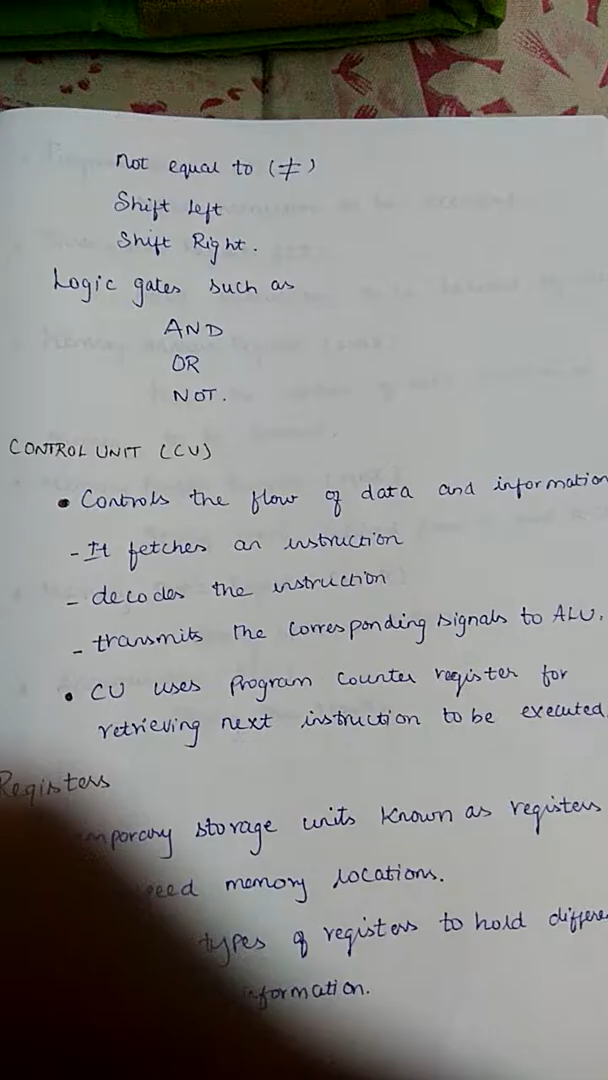 Not equal to (≠)
Shift Left
Shift Right.
Logic gates such as
AND
OR
NOT.
CONTROL UNIT (CU)
• Controls the flow of data and information
- It fetches an instruction
- decodes the instruction
- transmits the corresponding signals to ALU.
• CU uses Program Counter register for
retrieving next instruction to be executed.
Registers
storage units known as registers
memory locations.
types of registers to hold